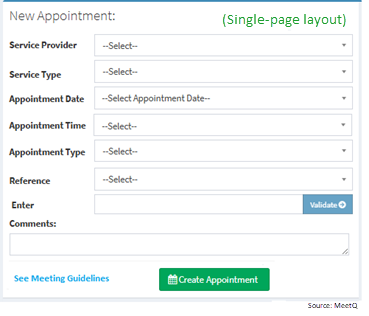 New Appointment:
(Single-page layout)
Service Provider --Select--
Service Type --Select--
Appointment Date --Select Appointment Date--
Appointment Time --Select--
Appointment Type --Select--
Reference --Select--
Enter Validate
Comments:
See Meeting Guidelines Create Appointment
Source: MeetQ